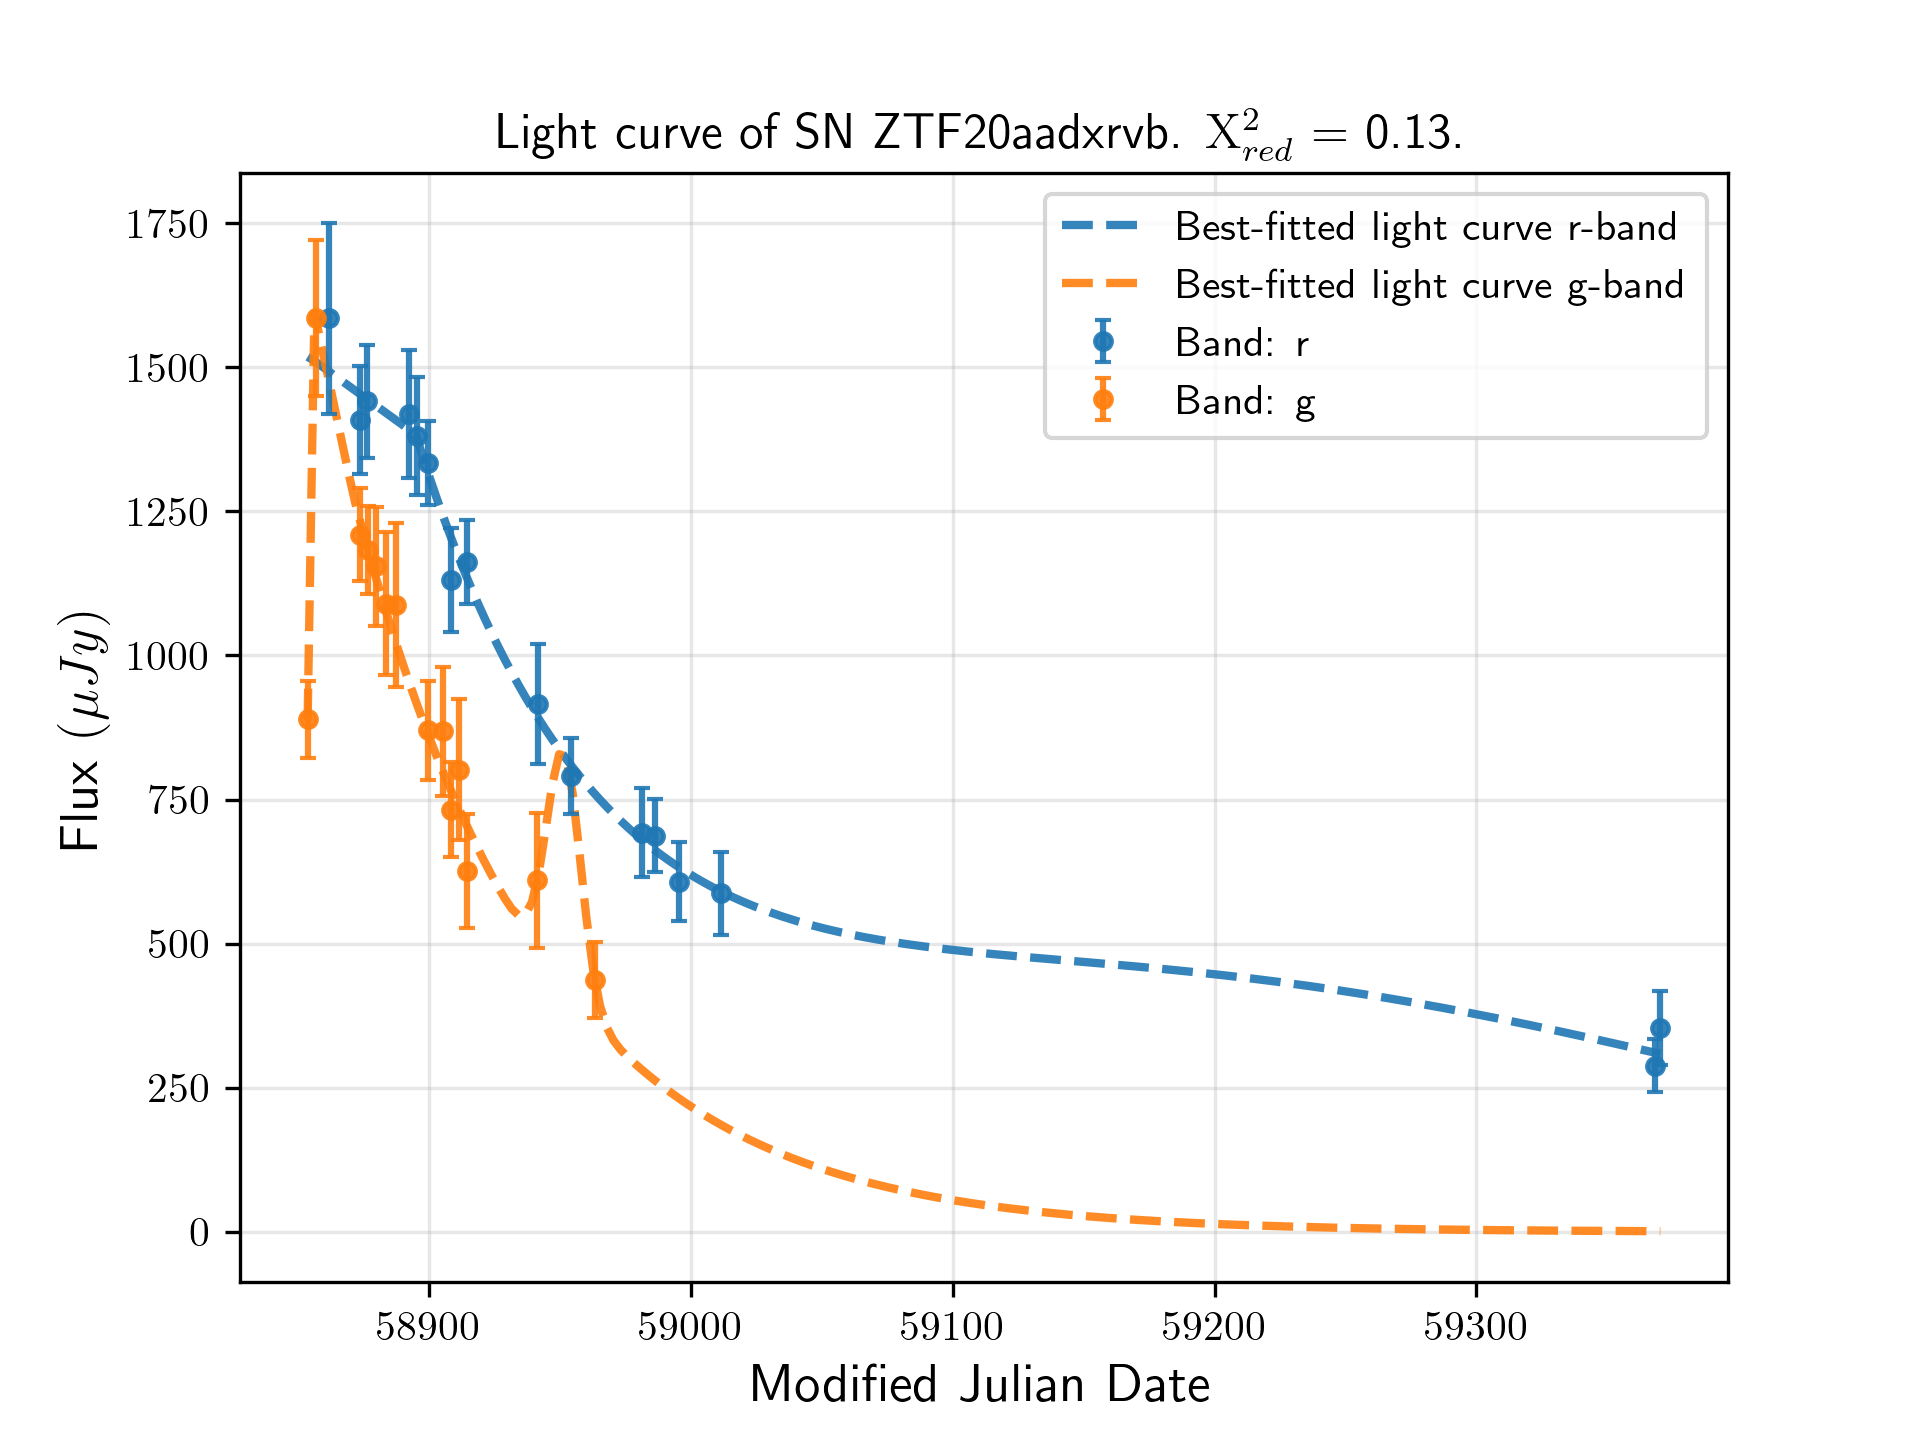 Light curve of SN ZTF20aadxrvb. X²_red = 0.13.
Best-fitted light curve r-band
Best-fitted light curve g-band
Band: r
Band: g
Flux (μJy)
1750
1500
1250
1000
750
500
250
0
58900 59000 59100 59200 59300
Modified Julian Date